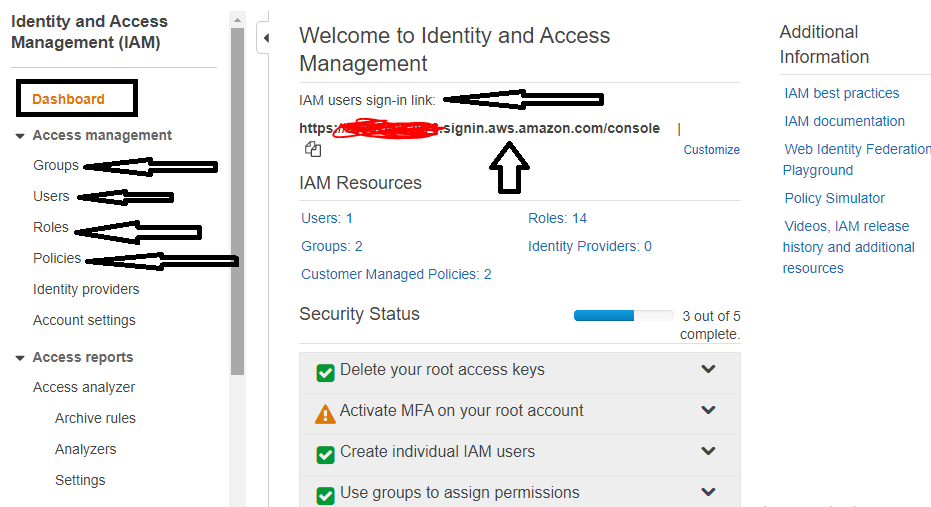 Identity and Access
Management (IAM)
Dashboard
Access management
Groups
Users
Roles
Policies
Identity providers
Account settings
Access reports
Access analyzer
Archive rules
Analyzers
Settings
Welcome to Identity and Access
Management
IAM users sign-in link:
https:
.signin.aws.amazon.com/console |
Customize
IAM Resources
Users: 1
Roles: 14
Groups: 2
Identity Providers: 0
Customer Managed Policies: 2
Security Status
3 out of 5
complete.
Delete your root access keys
Activate MFA on your root account
Create individual IAM users
Use groups to assign permissions
Additional
Information
IAM best practices
IAM documentation
Web Identity Federation
Playground
Policy Simulator
Videos, IAM release
history and additional
resources